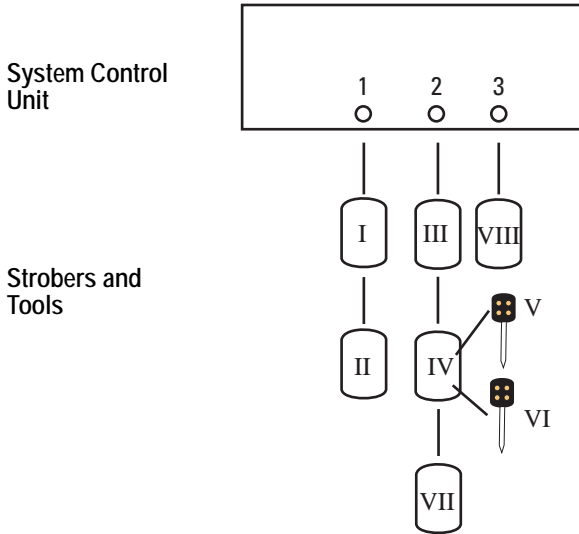 System Control
Unit
1 2 3
I III VIII
Strobers and
Tools
V
II IV
VI
VII